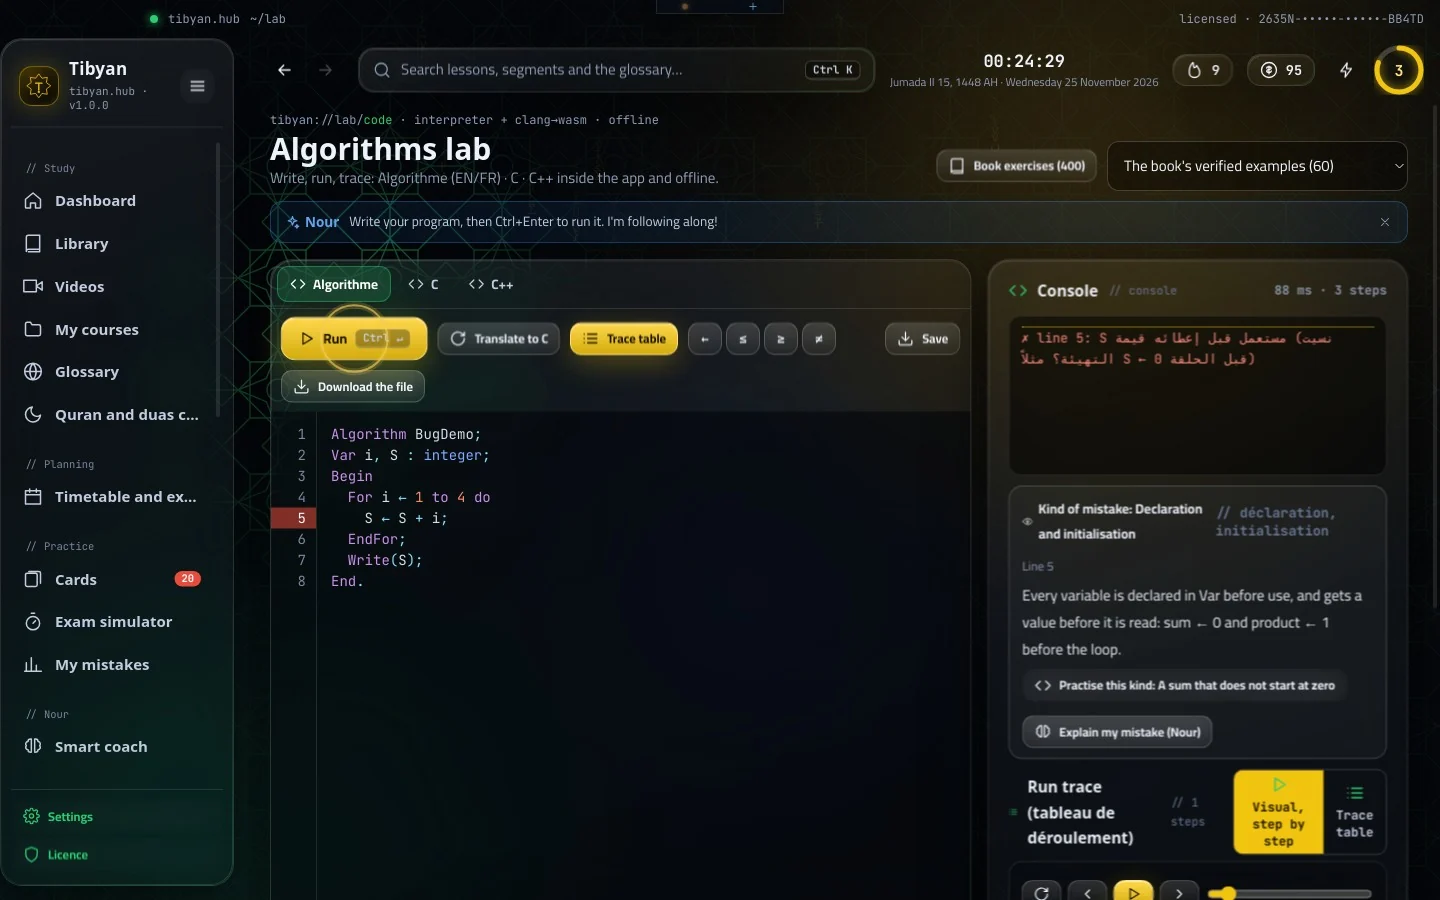 tibyan.hub ~/lab
licensed · 2635N-•••••-•••••-BB4TD
Tibyan
tibyan.hub ·
v1.0.0
Search lessons, segments and the glossary...
Ctrl K
00:24:29
Jumada II 15, 1448 AH · Wednesday 25 November 2026
9
95
3
// Study
Dashboard
Library
Videos
My courses
Glossary
Quran and duas c...
// Planning
Timetable and ex...
// Practice
Cards
20
Exam simulator
My mistakes
// Nour
Smart coach
Settings
Licence
tibyan://lab/code · interpreter + clang→wasm · offline
Algorithms lab
Write, run, trace: Algorithme (EN/FR) · C · C++ inside the app and offline.
Book exercises (400)
The book's verified examples (60)
Nour Write your program, then Ctrl+Enter to run it. I'm following along!
Algorithme
C
C++
Run Ctrl ↵
Translate to C
Trace table
←
≤
≥
≠
Save
Download the file
1 Algorithm BugDemo;
2 Var i, S : integer;
3 Begin
4 For i ← 1 to 4 do
5 S ← S + i;
6 EndFor;
7 Write(S);
8 End.
Console // console
88 ms · 3 steps
✗ line 5: S مستعمل قبل إعطائه قيمة (نسيت
التهيئة؟ مثلاً S ← 0 قبل الحلقة)
Kind of mistake: Declaration
and initialisation
// déclaration,
initialisation
Line 5
Every variable is declared in Var before use, and gets a
value before it is read: sum ← 0 and product ← 1
before the loop.
Practise this kind: A sum that does not start at zero
Explain my mistake (Nour)
Run trace
(tableau de
déroulement)
// 1
steps
Visual,
step by
step
Trace
table